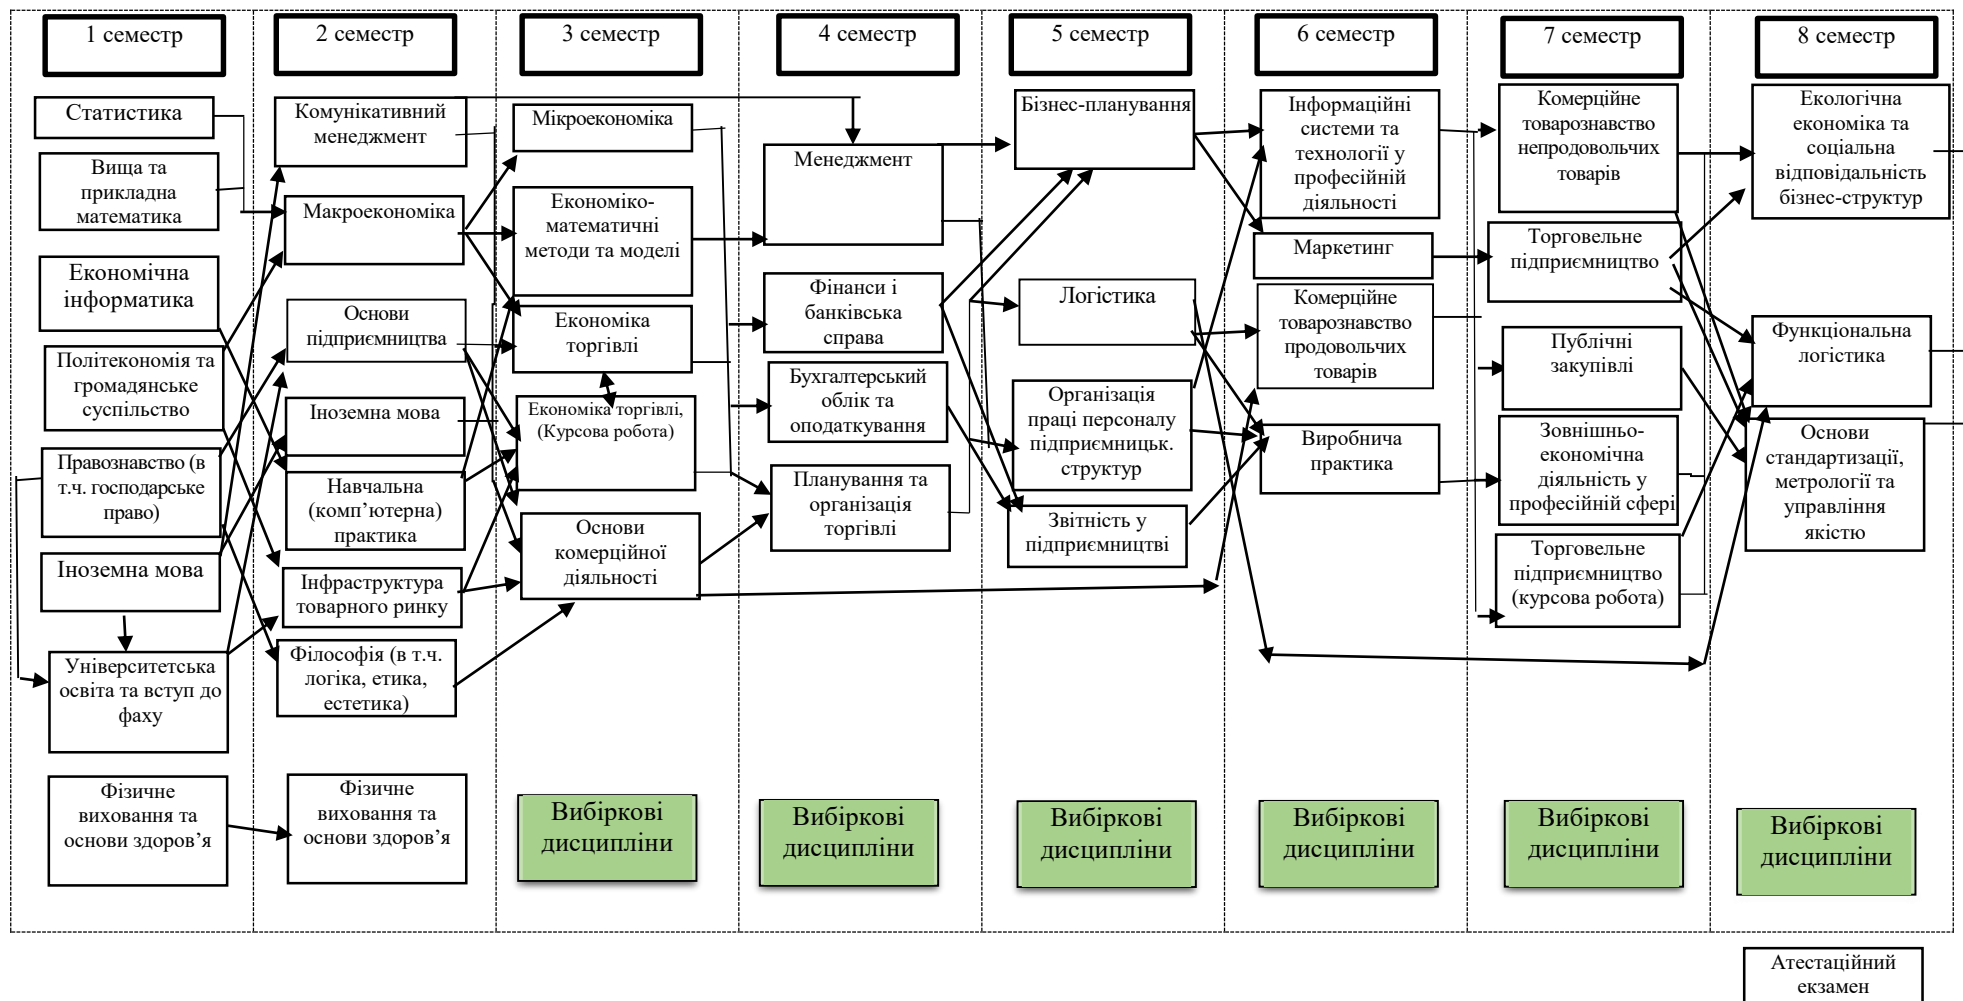 1 семестр
2 семестр
3 семестр
4 семестр
5 семестр
6 семестр
7 семестр
8 семестр
Статистика
Вища та
прикладна
математика
Економічна
інформатика
Політекономія та
громадянське
суспільство
Правознавство (в
т.ч. господарське
право)
Іноземна мова
Університетська
освіта та вступ до
фаху
Фізичне
виховання та
основи здоров’я
Комунікативний
менеджмент
Макроекономіка
Основи
підприємництва
Іноземна мова
Навчальна
(комп’ютерна)
практика
Інфраструктура
товарного ринку
Філософія (в т.ч.
логіка, етика,
естетика)
Фізичне
виховання та
основи здоров’я
Мікроекономіка
Економіко-
математичні
методи та моделі
Економіка
торгівлі
Економіка торгівлі,
(Курсова робота)
Основи
комерційної
діяльності
Вибіркові
дисципліни
Менеджмент
Фінанси і
банківська
справа
Бухгалтерський
облік та
оподаткування
Планування та
організація
торгівлі
Вибіркові
дисципліни
Бізнес-планування
Логістика
Організація
праці персоналу
підприємницьк.
структур
Звітність у
підприємництві
Вибіркові
дисципліни
Інформаційні
системи та
технології у
професійній
діяльності
Маркетинг
Комерційне
товарознавство
продовольчих
товарів
Виробнича
практика
Вибіркові
дисципліни
Комерційне
товарознавство
непродовольчих
товарів
Торговельне
підприємництво
Публічні
закупівлі
Зовнішньо-
економічна
діяльність у
професійній сфері
Торговельне
підприємництво
(курсова робота)
Вибіркові
дисципліни
Екологічна
економіка та
соціальна
відповідальність
бізнес-структур
Функціональна
логістика
Основи
стандартизації,
метрології та
управління
якістю
Вибіркові
дисципліни
Атестаційний
екзамен